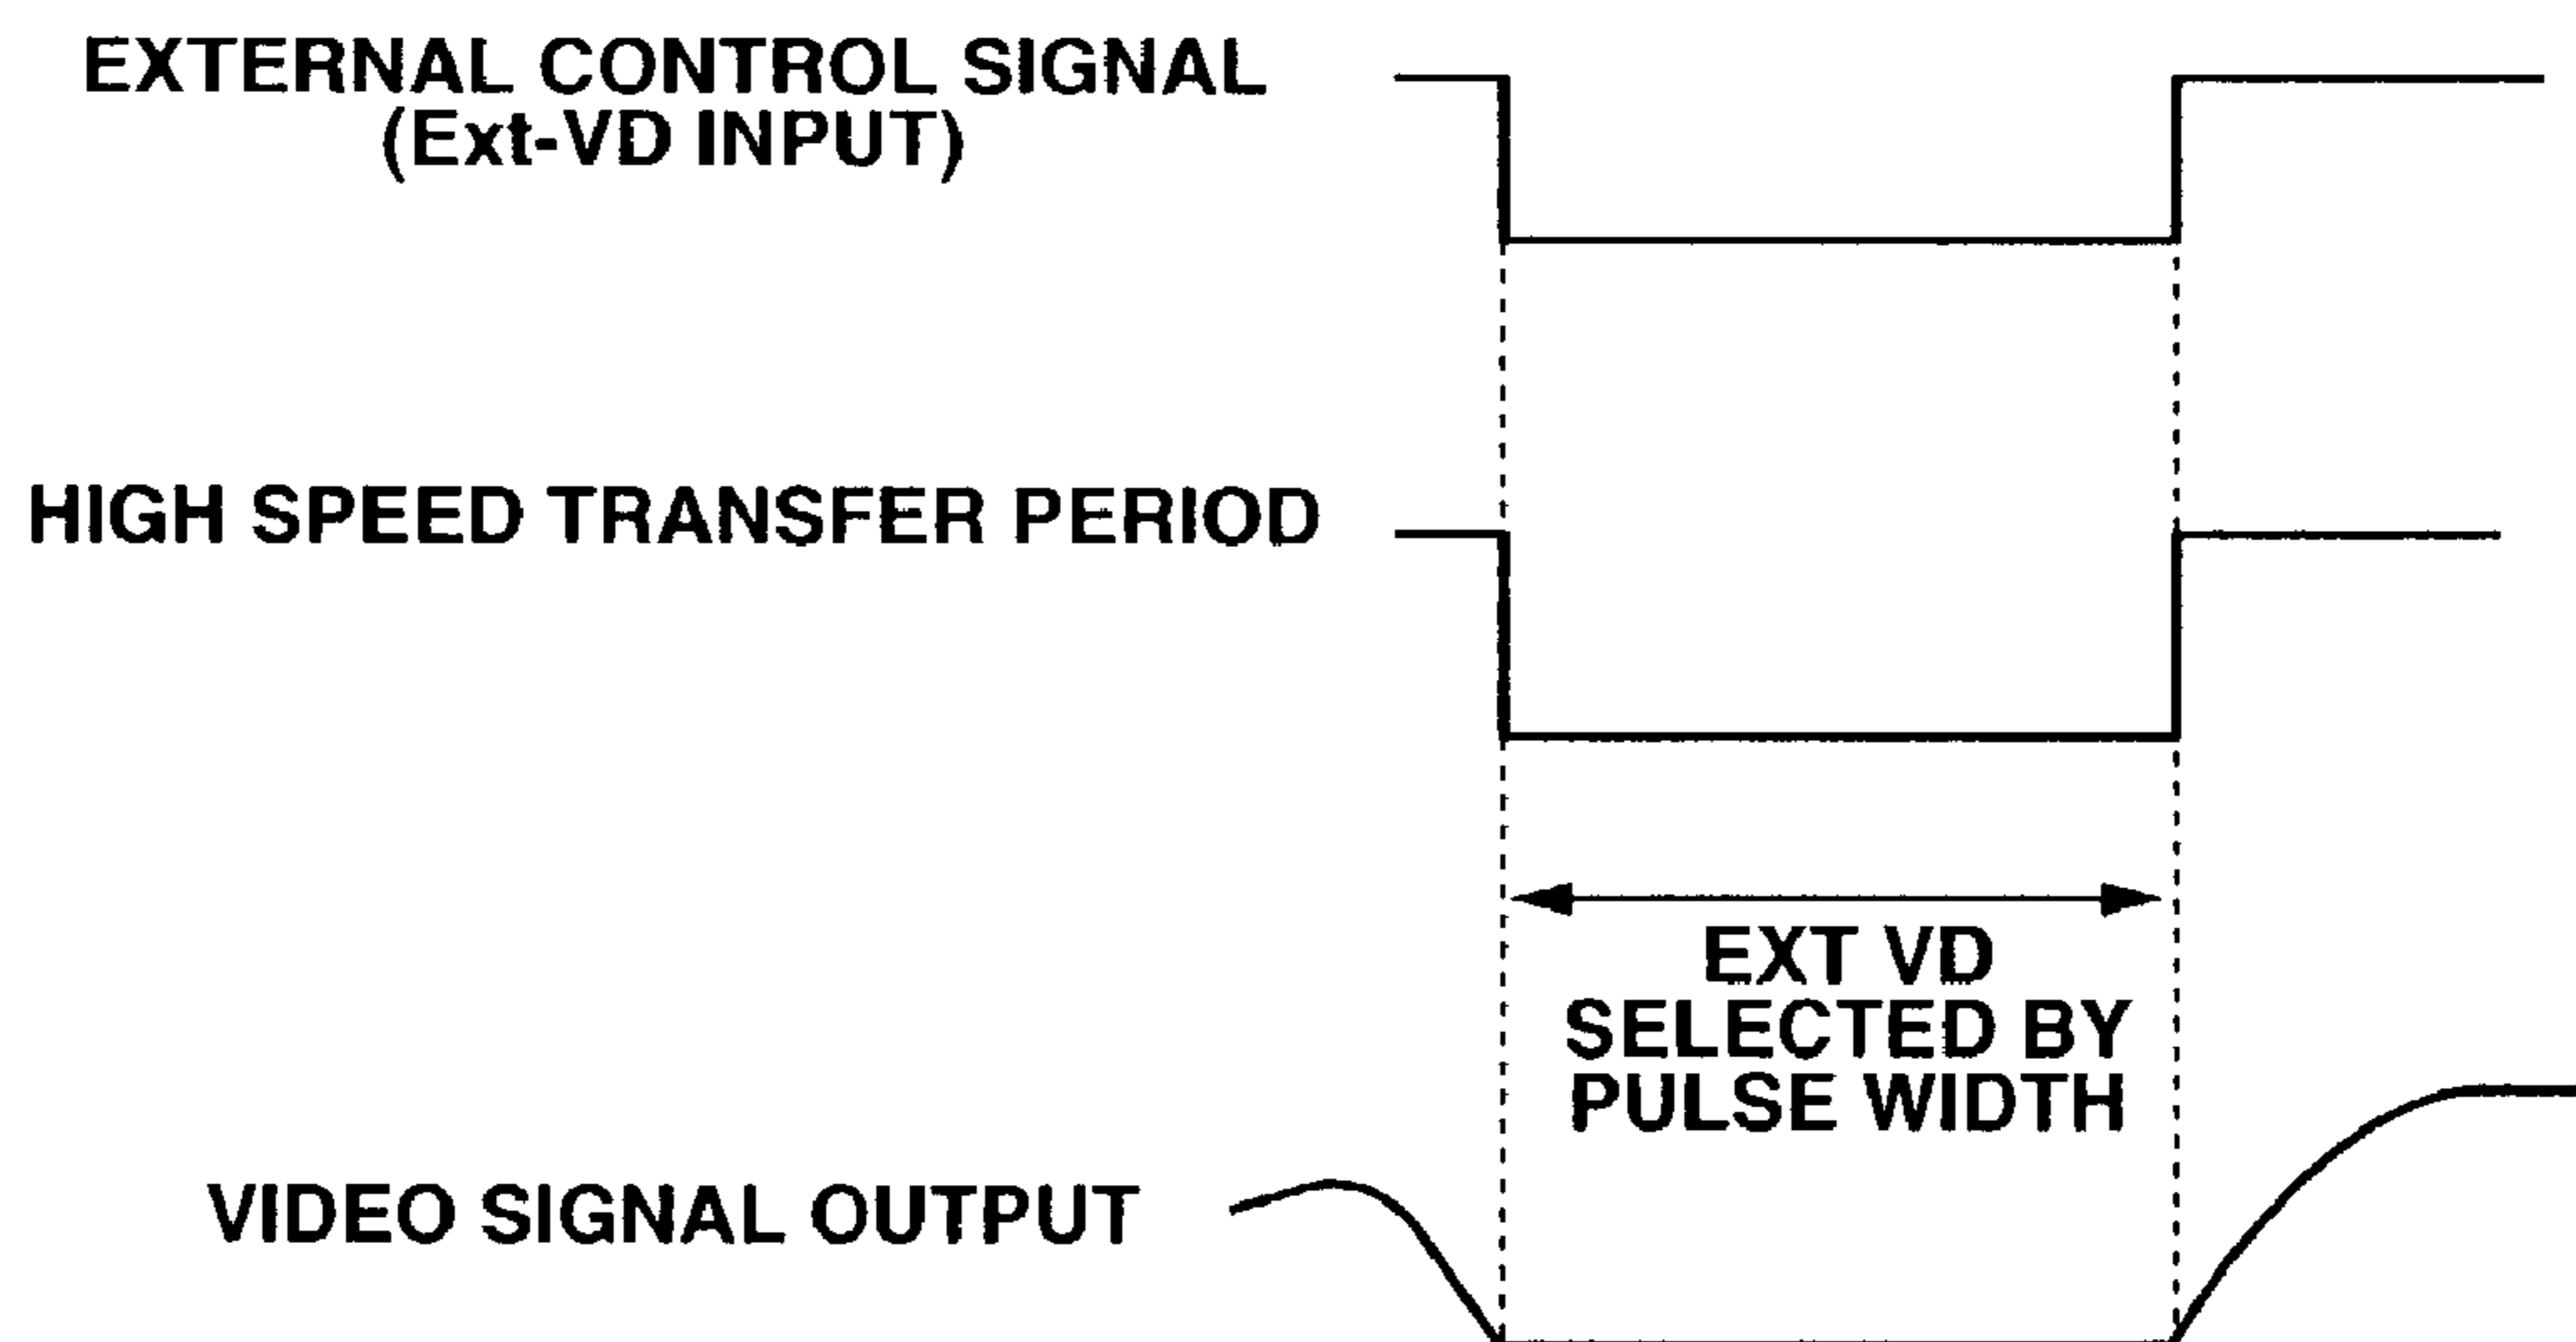 EXTERNAL CONTROL SIGNAL
(Ext-VD INPUT)
HIGH SPEED TRANSFER PERIOD
EXT VD
SELECTED BY
PULSE WIDTH
VIDEO SIGNAL OUTPUT